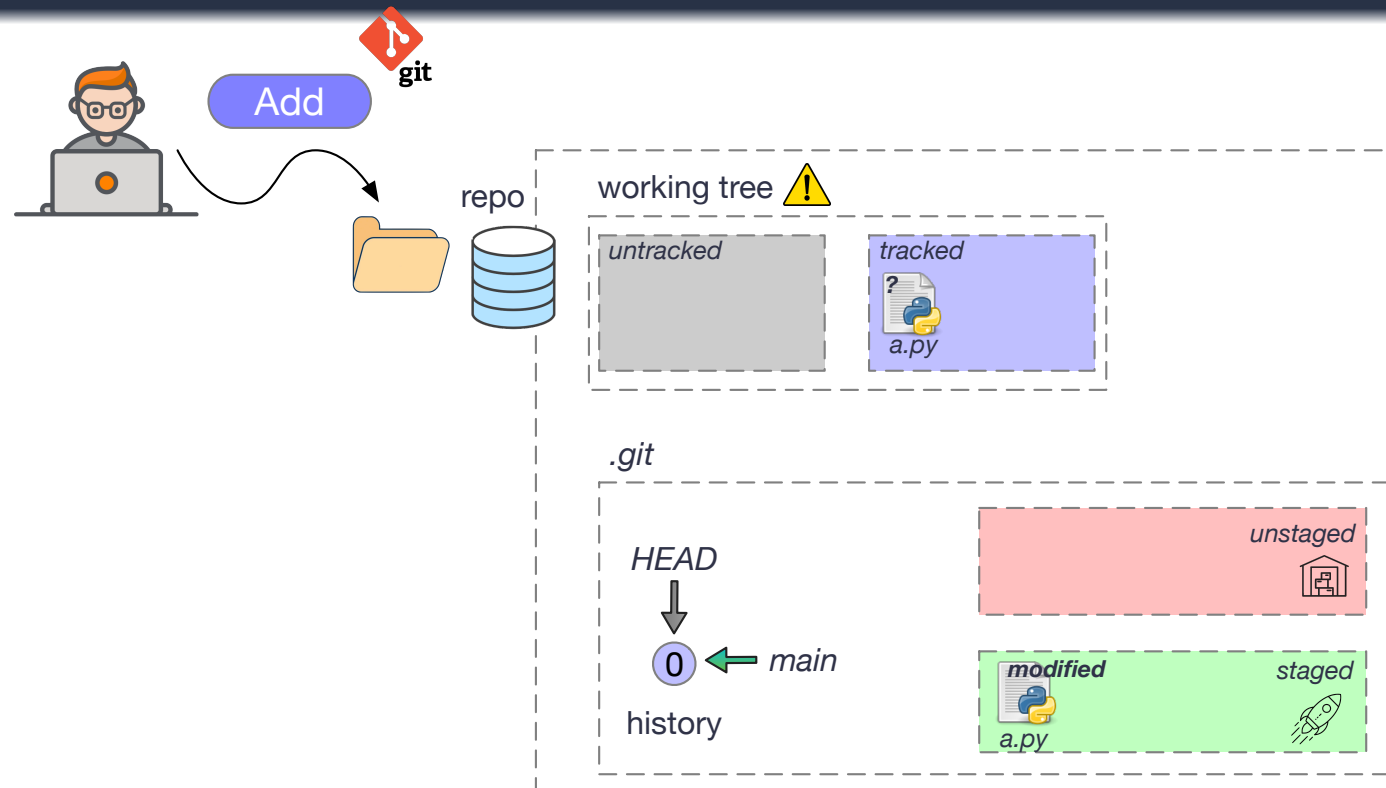 git
Add
repo
working tree
untracked
tracked
?
a.py
.git
HEAD
unstaged
0
main
history
modified
staged
a.py